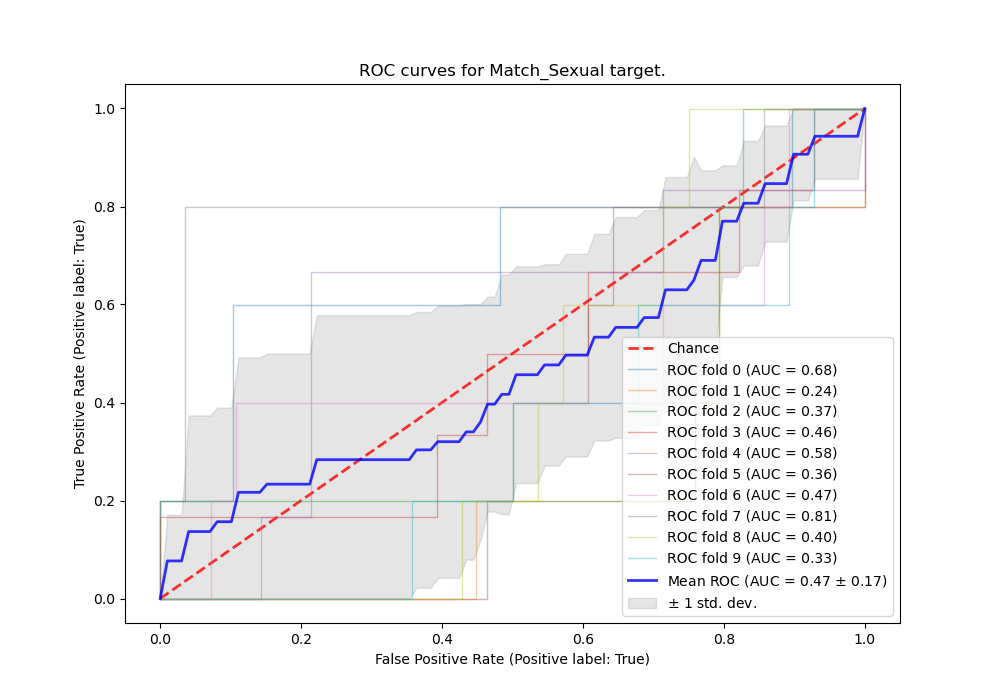 ROC curves for Match_Sexual target.
True Positive Rate (Positive label: True)
1.0
0.8
0.6
0.4
0.2
0.0
0.0
0.2
0.4
0.6
0.8
1.0
False Positive Rate (Positive label: True)
Chance
ROC fold 0 (AUC = 0.68)
ROC fold 1 (AUC = 0.24)
ROC fold 2 (AUC = 0.37)
ROC fold 3 (AUC = 0.46)
ROC fold 4 (AUC = 0.58)
ROC fold 5 (AUC = 0.36)
ROC fold 6 (AUC = 0.47)
ROC fold 7 (AUC = 0.81)
ROC fold 8 (AUC = 0.40)
ROC fold 9 (AUC = 0.33)
Mean ROC (AUC = 0.47 ± 0.17)
± 1 std. dev.